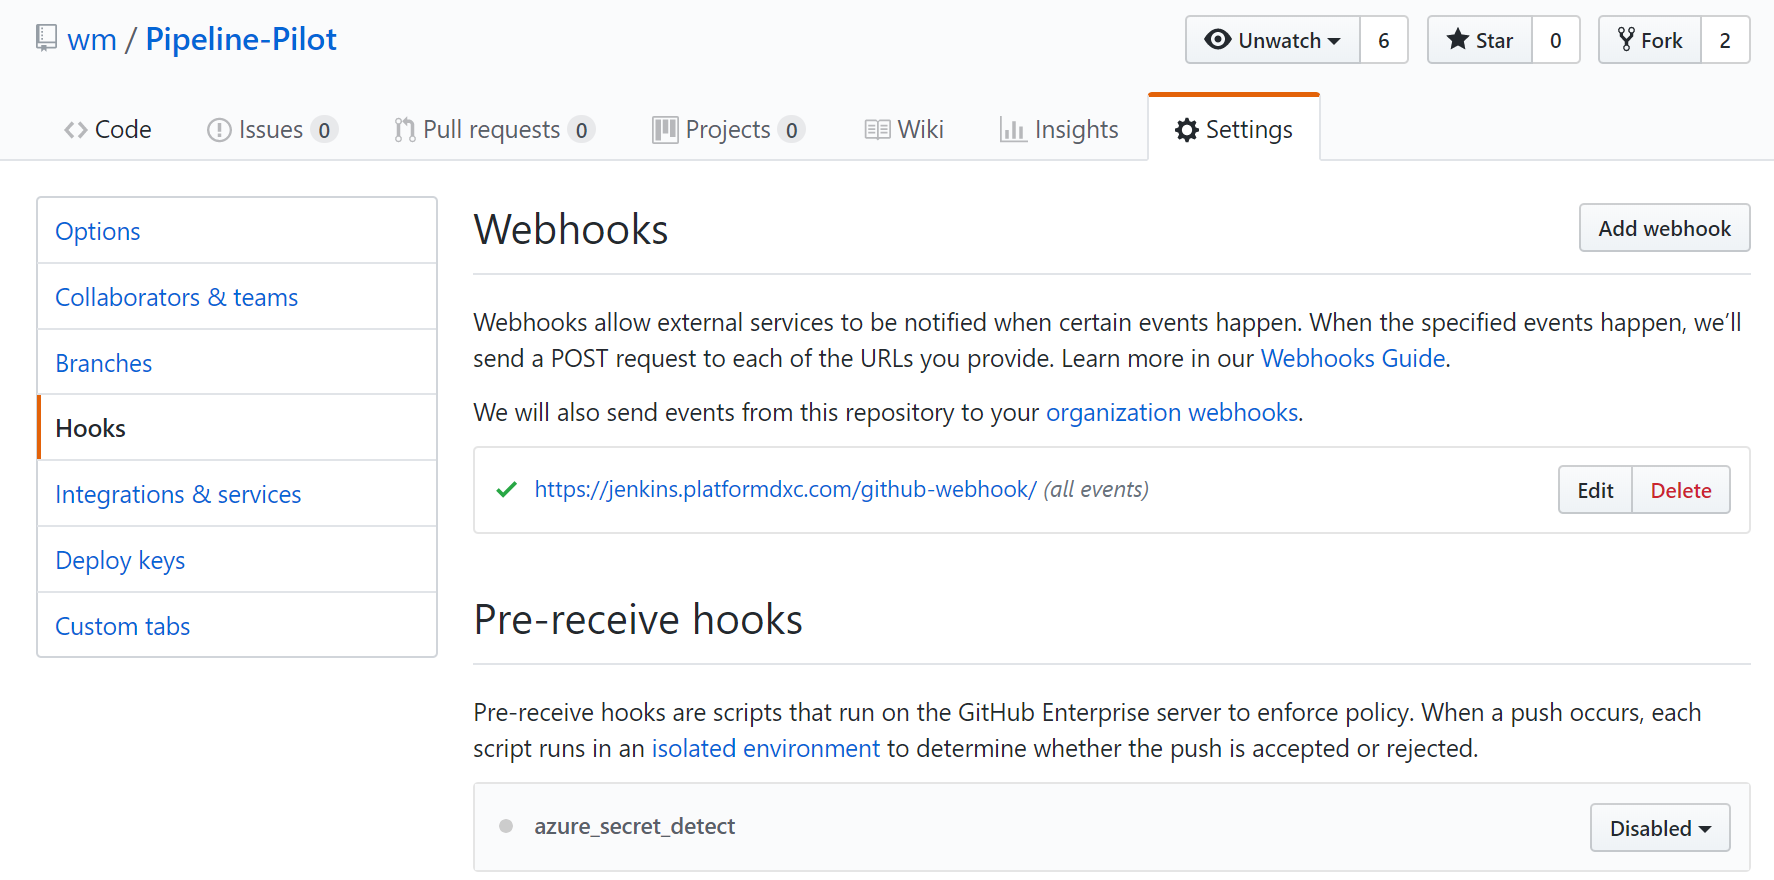 wm / Pipeline-Pilot
Unwatch 6
Star 0
Fork 2
Code
Issues 0
Pull requests 0
Projects 0
Wiki
Insights
Settings
Options
Collaborators & teams
Branches
Hooks
Integrations & services
Deploy keys
Custom tabs
Webhooks
Add webhook
Webhooks allow external services to be notified when certain events happen. When the specified events happen, we’ll
send a POST request to each of the URLs you provide. Learn more in our Webhooks Guide.
We will also send events from this repository to your organization webhooks.
https://jenkins.platformdxc.com/github-webhook/ (all events)
Edit
Delete
Pre-receive hooks
Pre-receive hooks are scripts that run on the GitHub Enterprise server to enforce policy. When a push occurs, each
script runs in an isolated environment to determine whether the push is accepted or rejected.
azure_secret_detect
Disabled